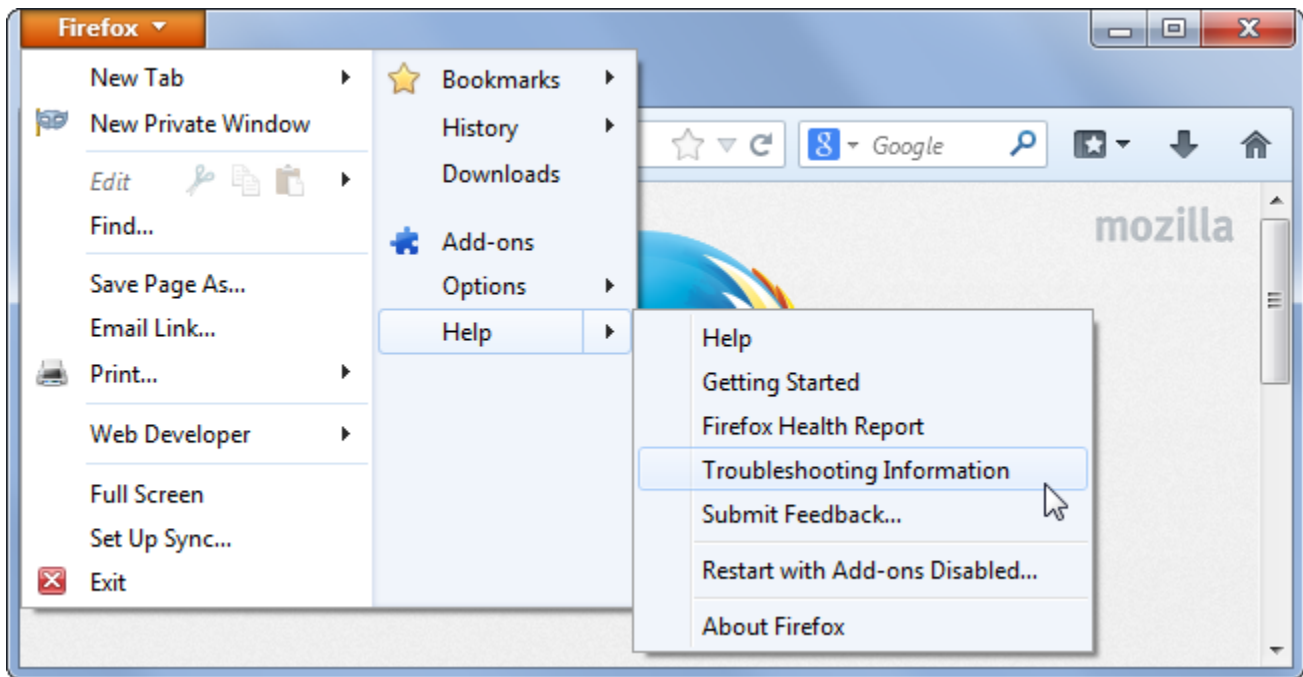 Firefox
New Tab
New Private Window
Edit
Find...
Save Page As...
Email Link...
Print...
Web Developer
Full Screen
Set Up Sync...
Exit
Bookmarks
History
Downloads
Add-ons
Options
Help
Help
Getting Started
Firefox Health Report
Troubleshooting Information
Submit Feedback...
Restart with Add-ons Disabled...
About Firefox
8 Google
mozilla